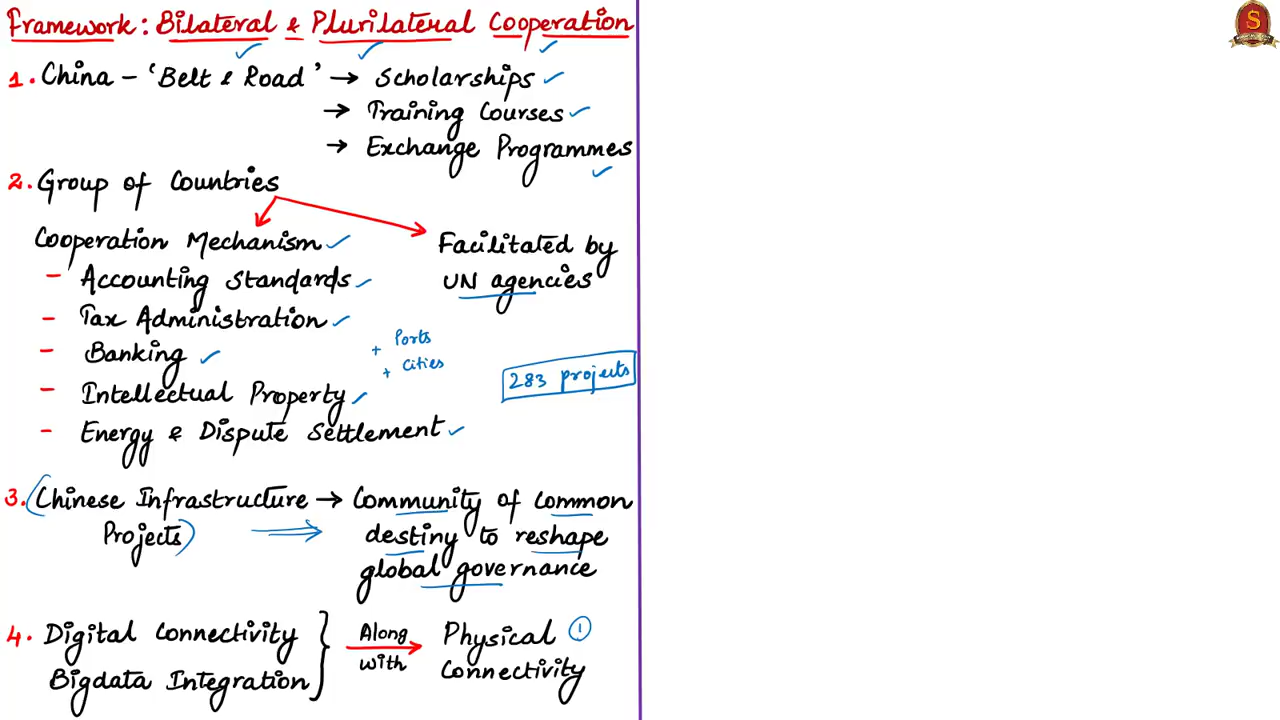 Framework: Bilateral & Plurilateral Cooperation
1. China - 'Belt & Road' → Scholarships
→ Training Courses
→ Exchange Programmes
2. Group of Countries
Cooperation Mechanism
- Accounting Standards
- Tax Administration
- Banking
- Intellectual Property
- Energy & Dispute Settlement
Facilitated by
UN agencies
+ Ports
+ Cities
283 projects
3. (Chinese Infrastructure → Community of common
Projects) ⇒ destiny to reshape
global governance
4. Digital Connectivity } Along → Physical ①
Bigdata Integration } with Connectivity
S